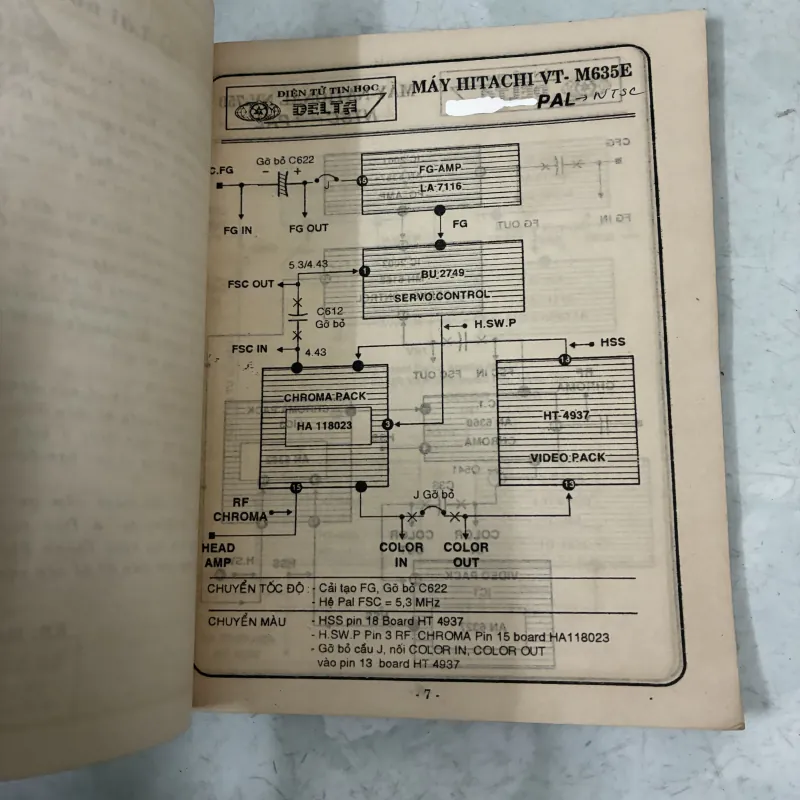 ĐIỆN TỬ TIN HỌC
DELTA
MÁY HITACHI VT- M635E
PAL → NTSC
Gỡ bỏ C622
C.FG
- +
J
FG IN
FG OUT
18
FG-AMP
LA 7116
FG
5.3/4.43
FSC OUT
1
BU 2749
SERVO CONTROL
C612
Gỡ bỏ
H.SW.P
FSC IN
4.43
HSS
CHROMA PACK
HA 118023
3
HT 4937
VIDEO PACK
15
13
RF
CHROMA
J Gỡ bỏ
HEAD
AMP
COLOR
IN
COLOR
OUT
CHUYỂN TỐC ĐỘ : - Cải tạo FG, Gỡ bỏ C622
- Hệ Pal FSC = 5,3 MHz
CHUYỂN MÀU - HSS pin 18 Board HT 4937
- H.SW.P Pin 3 RF. CHROMA Pin 15 board HA118023
- Gỡ bỏ cầu J, nối COLOR IN, COLOR OUT
vào pin 13 board HT 4937
- 7 -